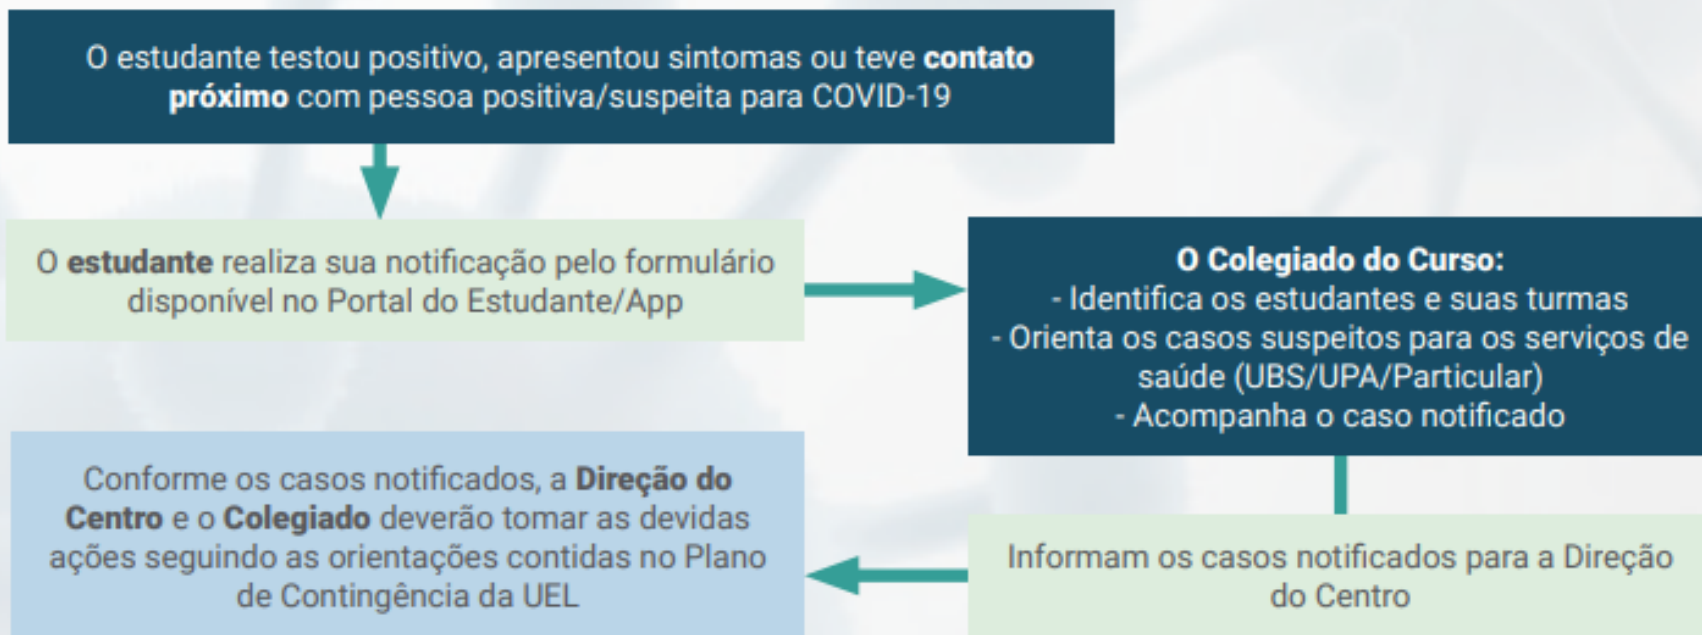 O estudante testou positivo, apresentou sintomas ou teve contato
próximo com pessoa positiva/suspeita para COVID-19
O estudante realiza sua notificação pelo formulário
disponível no Portal do Estudante/App
O Colegiado do Curso:
- Identifica os estudantes e suas turmas
- Orienta os casos suspeitos para os serviços de
saúde (UBS/UPA/Particular)
- Acompanha o caso notificado
Informam os casos notificados para a Direção
do Centro
Conforme os casos notificados, a Direção do
Centro e o Colegiado deverão tomar as devidas
ações seguindo as orientações contidas no Plano
de Contingência da UEL